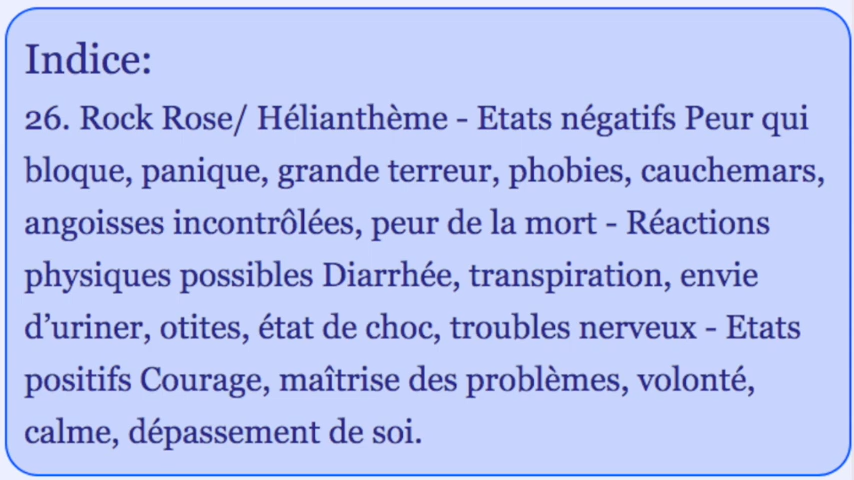 Indice:
26. Rock Rose/ Hélianthème - Etats négatifs Peur qui
bloque, panique, grande terreur, phobies, cauchemars,
angoisses incontrôlées, peur de la mort - Réactions
physiques possibles Diarrhée, transpiration, envie
d’uriner, otites, état de choc, troubles nerveux - Etats
positifs Courage, maîtrise des problèmes, volonté,
calme, dépassement de soi.